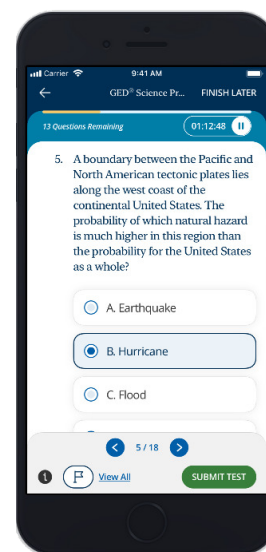 Carrier 9:41 AM
GED® Science Pr... FINISH LATER
13 Questions Remaining 01:12:48
5. A boundary between the Pacific and
North American tectonic plates lies
along the west coast of the
continental United States. The
probability of which natural hazard
is much higher in this region than
the probability for the United States
as a whole?
A. Earthquake
B. Hurricane
C. Flood
5 / 18
i View All SUBMIT TEST